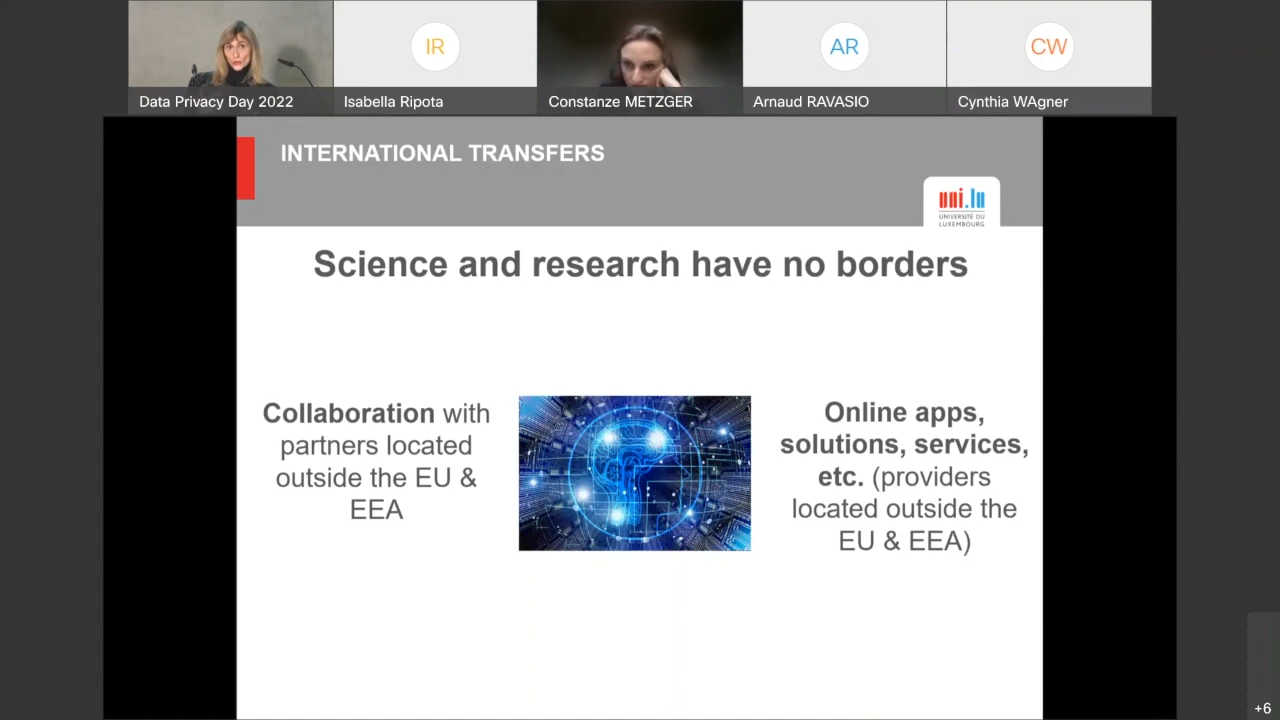 IR
AR
CW
Data Privacy Day 2022
Isabella Ripota
Constanze METZGER
Arnaud RAVASIO
Cynthia WAgner
INTERNATIONAL TRANSFERS
uni.lu
UNIVERSITÉ DU
LUXEMBOURG
Science and research have no borders
Collaboration with
partners located
outside the EU &
EEA
Online apps,
solutions, services,
etc. (providers
located outside the
EU & EEA)
+6